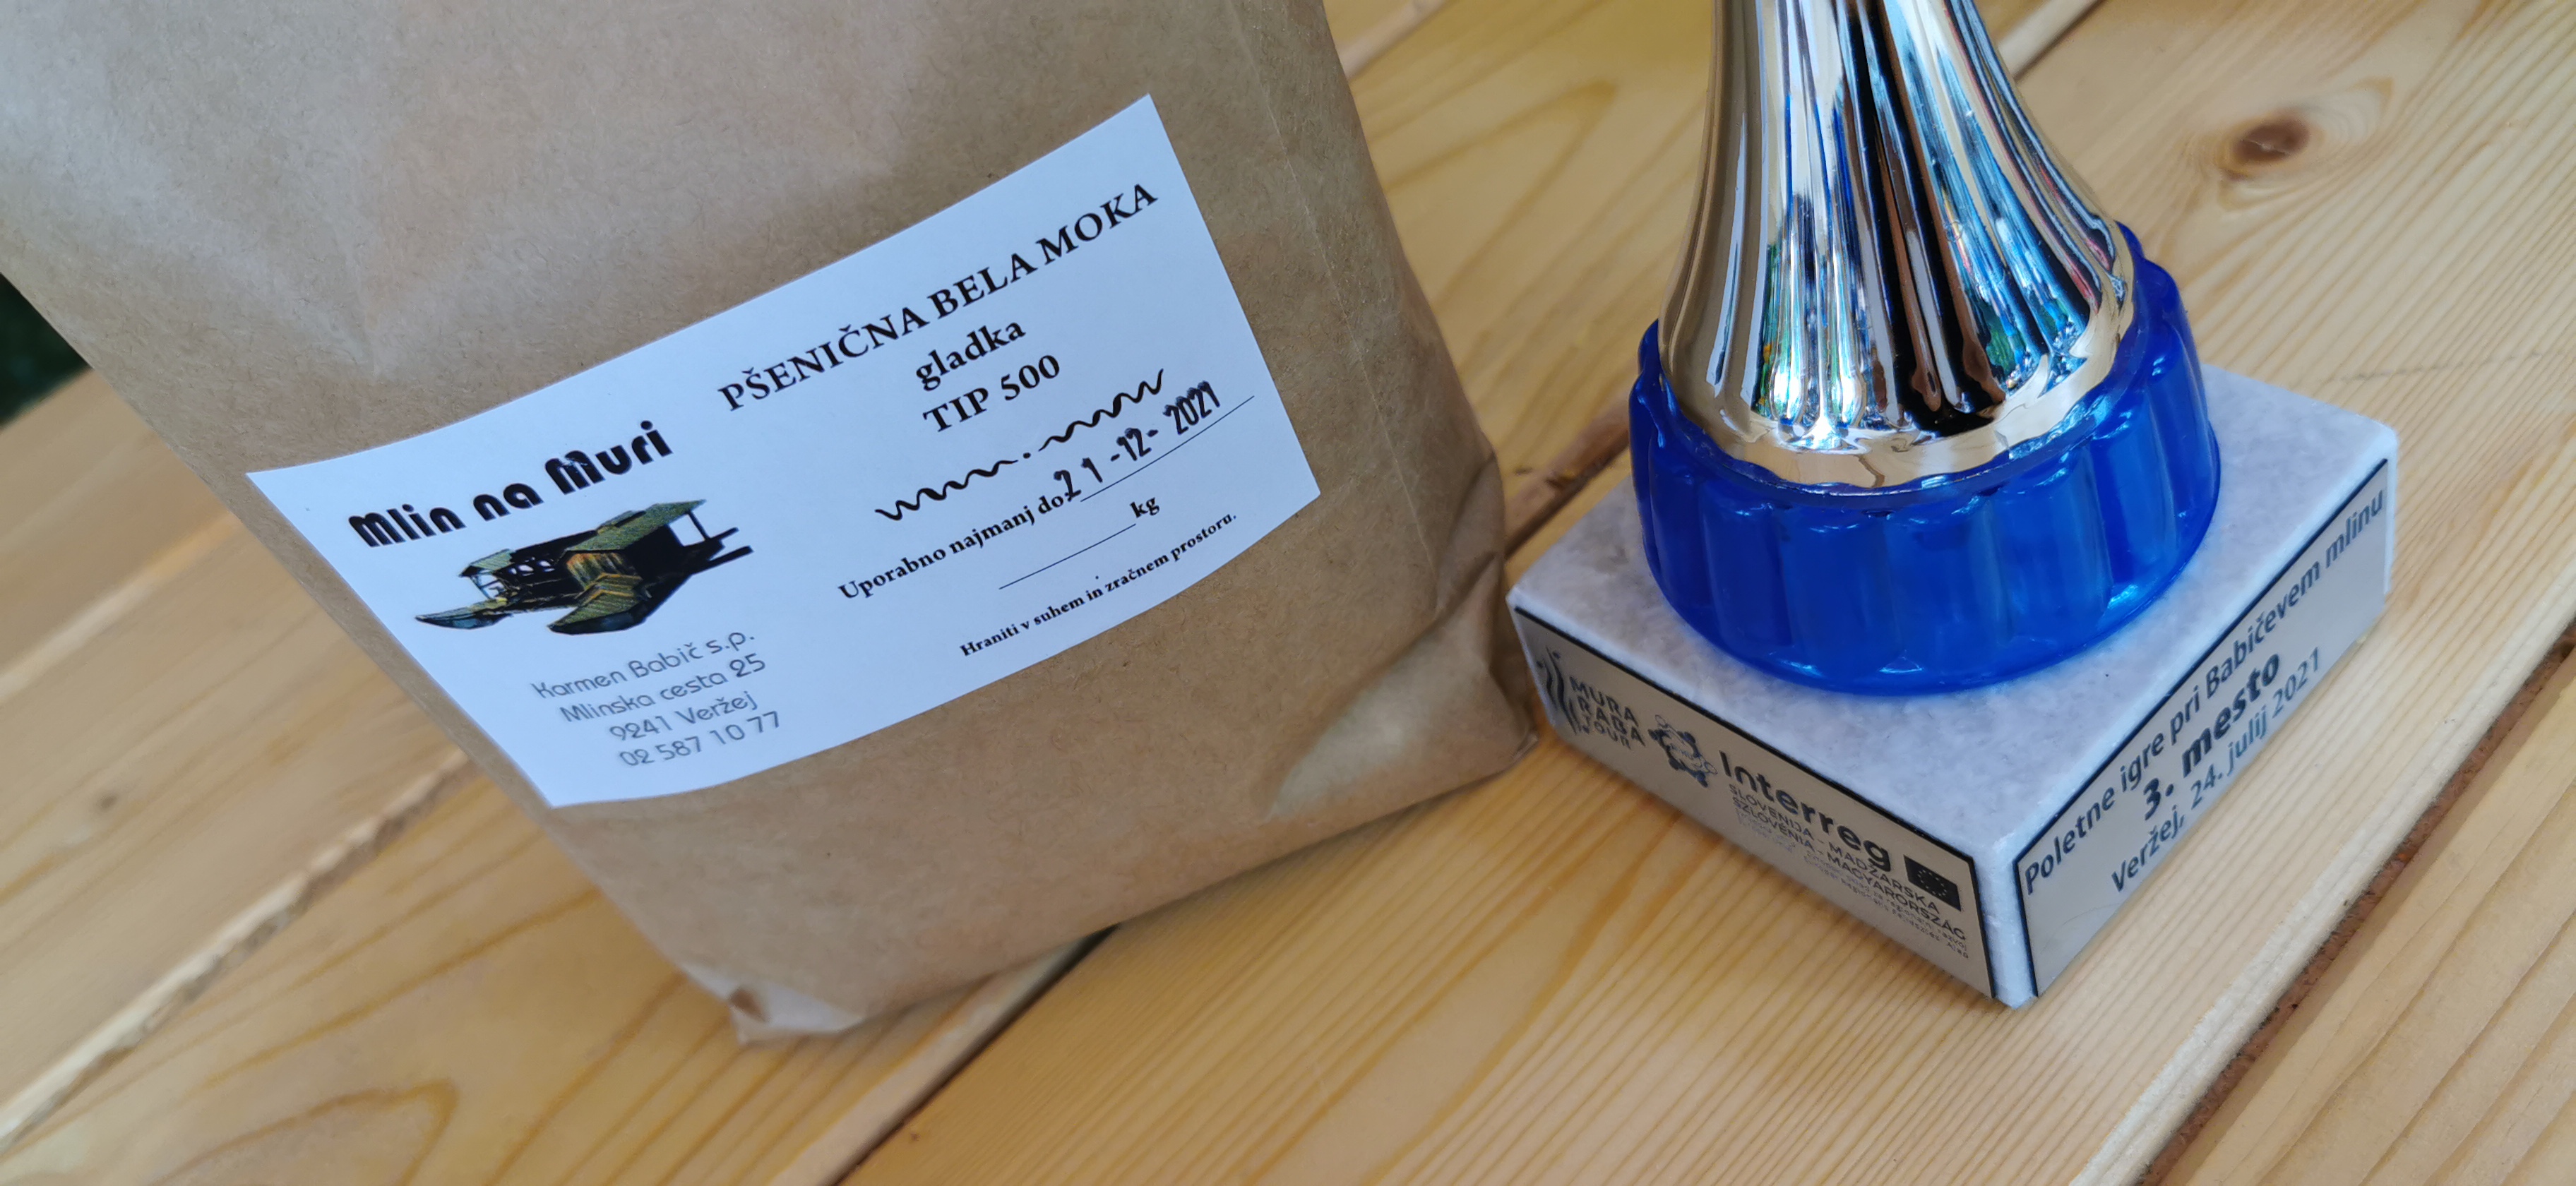 PŠENIČNA BELA MOKA
gladka
TIP 500
Uporabno najmanj do: 21-12-2021
kg
Hraniti v suhem in zračnem prostoru.
Mlin na Muri
Karmen Babič s.p.
Mlinska cesta 25
9241 Veržej
02 587 10 77
MURA
RABA
TOUR
Interreg
SLOVENIJA - MADŽARSKA
SZLOVÉNIA - MAGYARORSZÁG
Poletne igre pri Babičevem mlinu
3. mesto
Veržej, 24. julij 2021